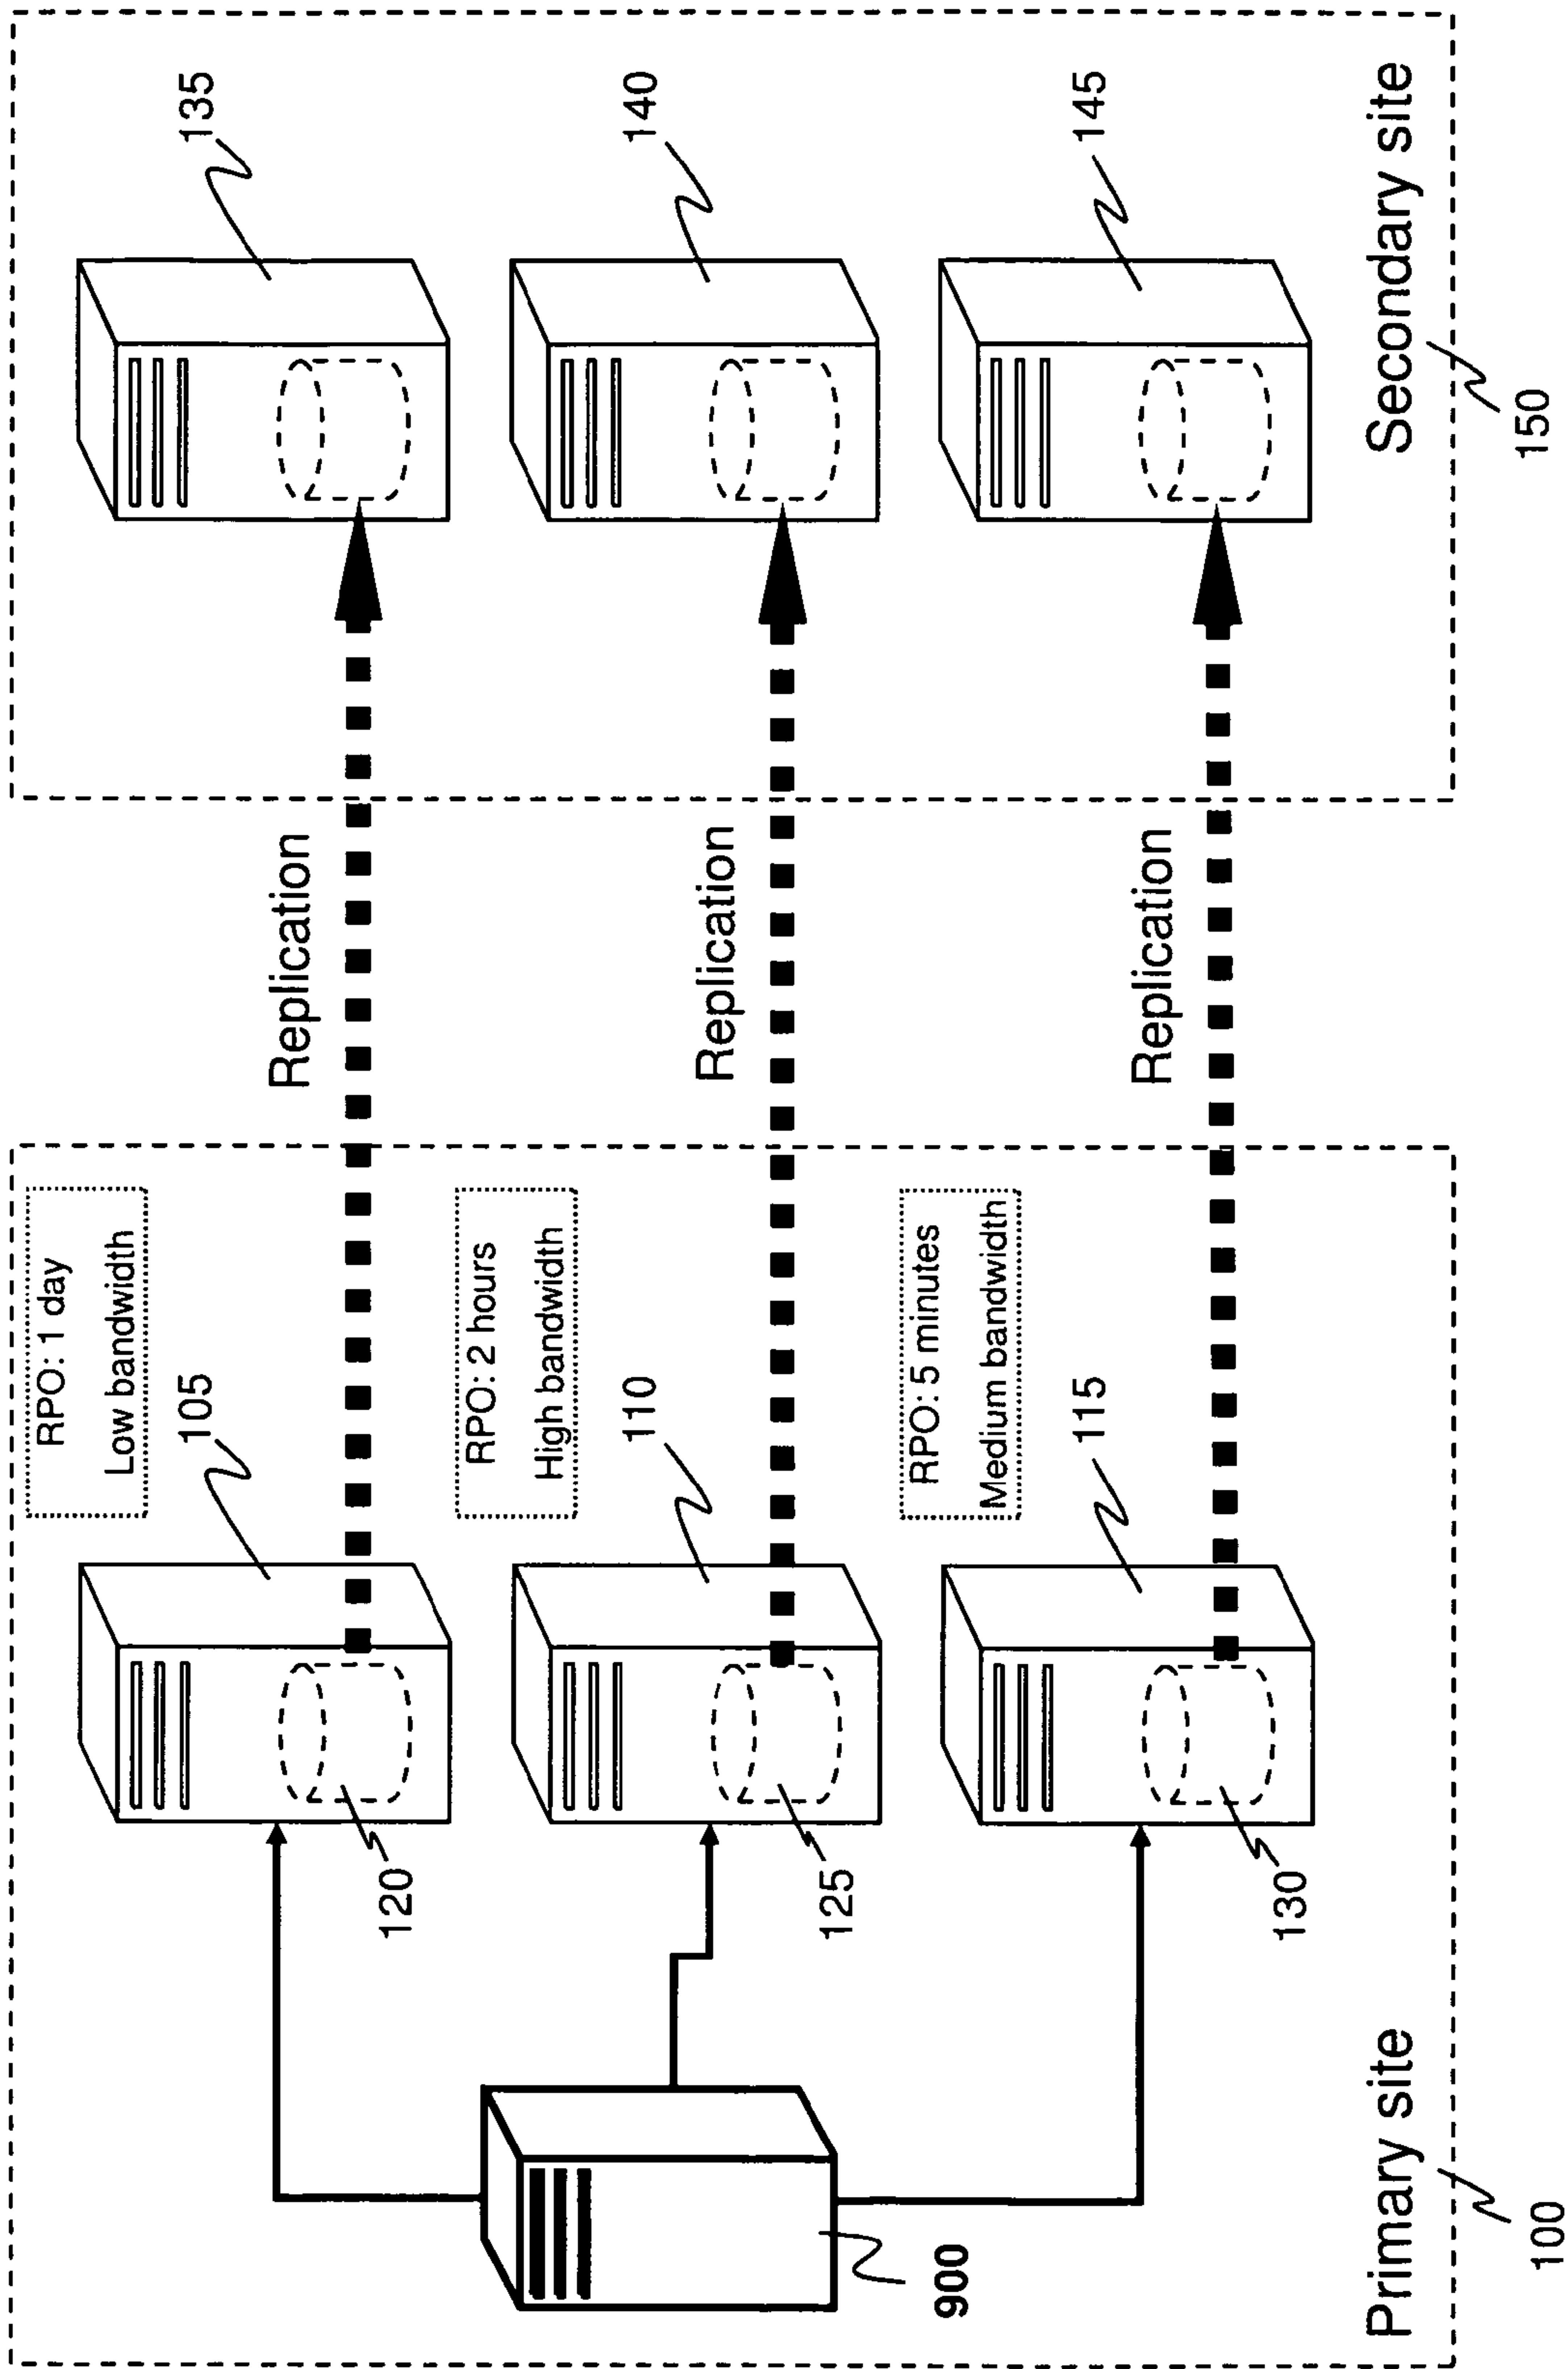 RPO: 1 day
Low bandwidth
105
135
Replication
120
RPO: 2 hours
High bandwidth
110
140
Replication
125
RPO: 5 minutes
Medium bandwidth
115
145
Replication
130
900
Primary site
Secondary site
100
150